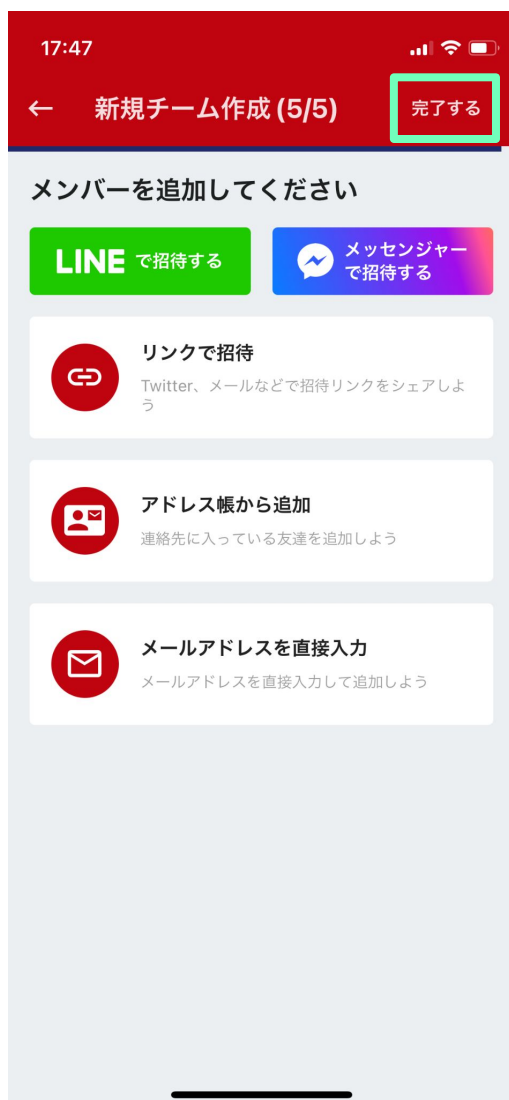 17:47
← 新規チーム作成 (5/5) 完了する
メンバーを追加してください
LINE で招待する
メッセンジャー
で招待する
リンクで招待
Twitter、メールなどで招待リンクをシェアしよ
う
アドレス帳から追加
連絡先に入っている友達を追加しよう
メールアドレスを直接入力
メールアドレスを直接入力して追加しよう